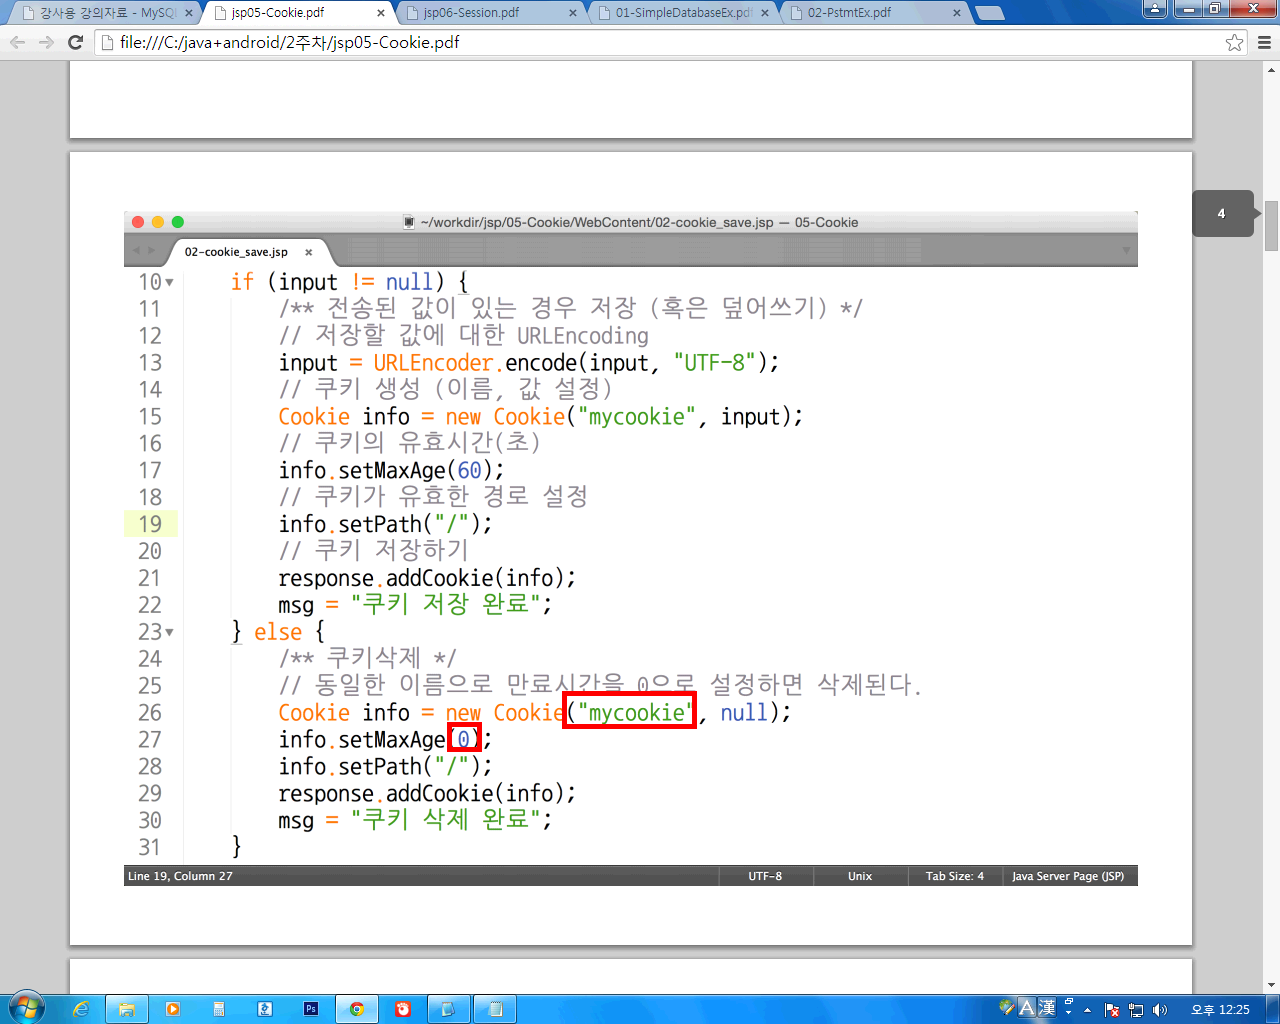 강사용 강의자료 - MySQL
jsp05-Cookie.pdf
jsp06-Session.pdf
01-SimpleDatabaseEx.pdf
02-PstmtEx.pdf
file:///C:/java+android/2주차/jsp05-Cookie.pdf
4
~/workdir/jsp/05-Cookie/WebContent/02-cookie_save.jsp — 05-Cookie
02-cookie_save.jsp
10 if (input != null) {
11 /** 전송된 값이 있는 경우 저장 (혹은 덮어쓰기) */
12 // 저장할 값에 대한 URLEncoding
13 input = URLEncoder.encode(input, "UTF-8");
14 // 쿠키 생성 (이름, 값 설정)
15 Cookie info = new Cookie("mycookie", input);
16 // 쿠키의 유효시간(초)
17 info.setMaxAge(60);
18 // 쿠키가 유효한 경로 설정
19 info.setPath("/");
20 // 쿠키 저장하기
21 response.addCookie(info);
22 msg = "쿠키 저장 완료";
23 } else {
24 /** 쿠키삭제 */
25 // 동일한 이름으로 만료시간을 0으로 설정하면 삭제된다.
26 Cookie info = new Cookie("mycookie", null);
27 info.setMaxAge(0);
28 info.setPath("/");
29 response.addCookie(info);
30 msg = "쿠키 삭제 완료";
31 }
Line 19, Column 27
UTF-8
Unix
Tab Size: 4
Java Server Page (JSP)
Ps
A 漢
오후 12:25